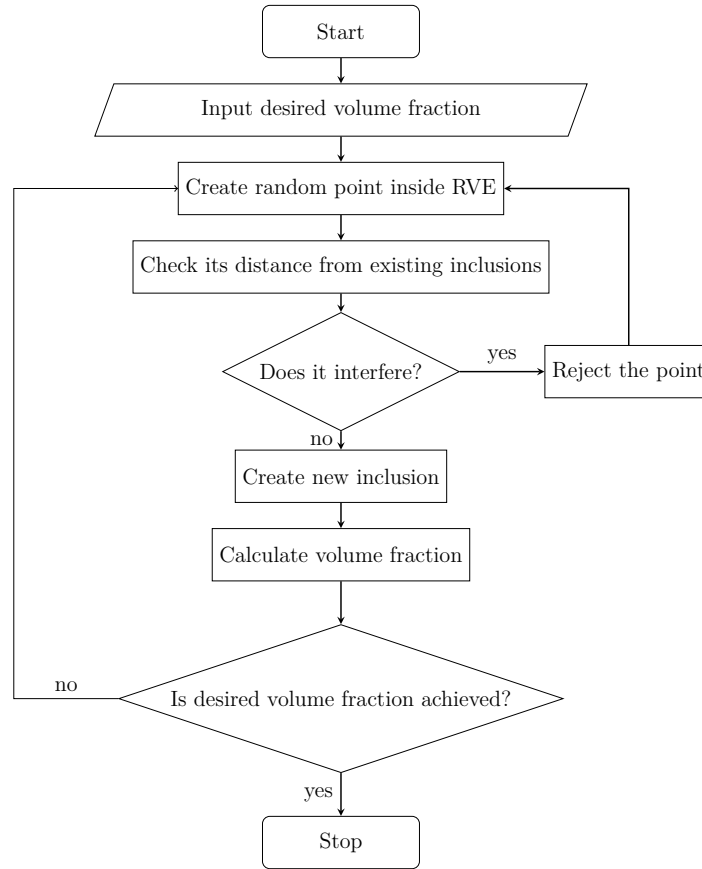 Start
Input desired volume fraction
Create random point inside RVE
Check its distance from existing inclusions
Does it interfere?
yes
Reject the point
no
Create new inclusion
Calculate volume fraction
Is desired volume fraction achieved?
no
yes
Stop